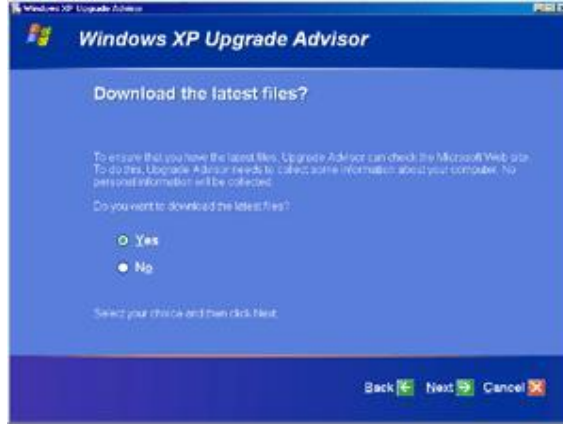 Windows XP Upgrade Advisor
Windows XP Upgrade Advisor
Download the latest files?
To ensure that you have the latest files, Upgrade Advisor can check the Microsoft Web site.
To do this, Upgrade Advisor needs to collect some information about your computer. No
personal information will be collected.
Do you want to download the latest files?
Yes
No
Select your choice and then click Next.
Back Next Cancel